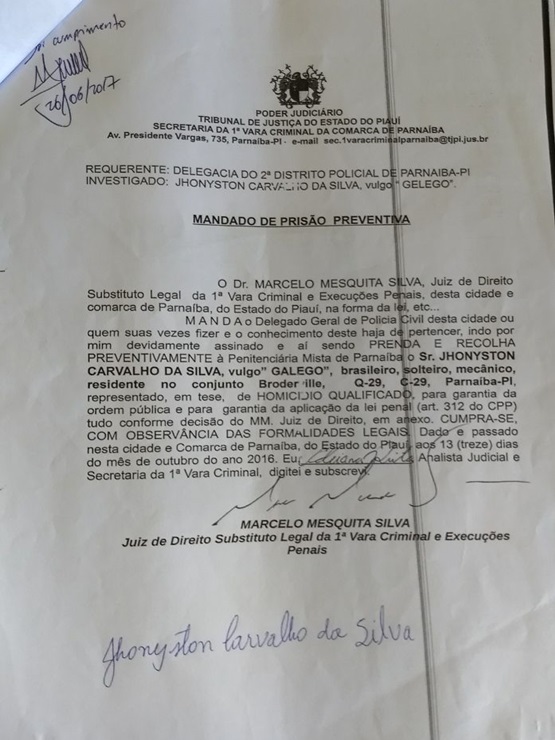 cumprimento
26/06/2017
PODER JUDICIÁRIO
TRIBUNAL DE JUSTIÇA DO ESTADO DO PIAUÍ
SECRETARIA DA 1ª VARA CRIMINAL DA COMARCA DE PARNAÍBA
Av. Presidente Vargas, 735, Parnaiba-PI - e-mail sec.1varacriminalparnaiba@tjpi.jus.br
REQUERENTE: DELEGACIA DO 2º DISTRITO POLICIAL DE PARNAIBA-PI
INVESTIGADO: JHONYSTON CARVALHO DA SILVA, vulgo " GELEGO".
MANDADO DE PRISÃO PREVENTIVA
O Dr. MARCELO MESQUITA SILVA, Juiz de Direito
Substituto Legal da 1ª Vara Criminal e Execuções Penais, desta cidade e
comarca de Parnaíba, do Estado do Piauí, na forma da lei, etc...
M A N D A o Delegado Geral de Policia Civil desta cidade ou
quem suas vezes fizer e o conhecimento deste haja de pertencer, indo por
mim devidamente assinado e aí sendo PRENDA E RECOLHA
PREVENTIVAMENTE à Penitenciária Mista de Parnaíba o Sr. JHONYSTON
CARVALHO DA SILVA, vulgo" GALEGO", brasileiro, solteiro, mecânico,
residente no conjunto Broder ille, Q-29, C-29, Parnaíba-PI,
representado, em tese, de HOMICIDIO QUALIFICADO, para garantia da
ordem pública e para garantia da aplicação da lei penal (art. 312 do CPP)
tudo conforme decisão do MM. Juiz de Direito, em anexo. CUMPRA-SE,
COM OBSERVÂNCIA DAS FORMALIDADES LEGAIS. Dado e passado
nesta cidade e Comarca de Parnaíba, do Estado do Piauí, aos 13 (treze) dias
do mês de outubro do ano 2016. Eu, Analista Judicial e
Secretaria da 1ª Vara Criminal, digitei e subscrevi.
MARCELO MESQUITA SILVA
Juiz de Direito Substituto Legal da 1ª Vara Criminal e Execuções
Penais
Jhonyston Carvalho da Silva